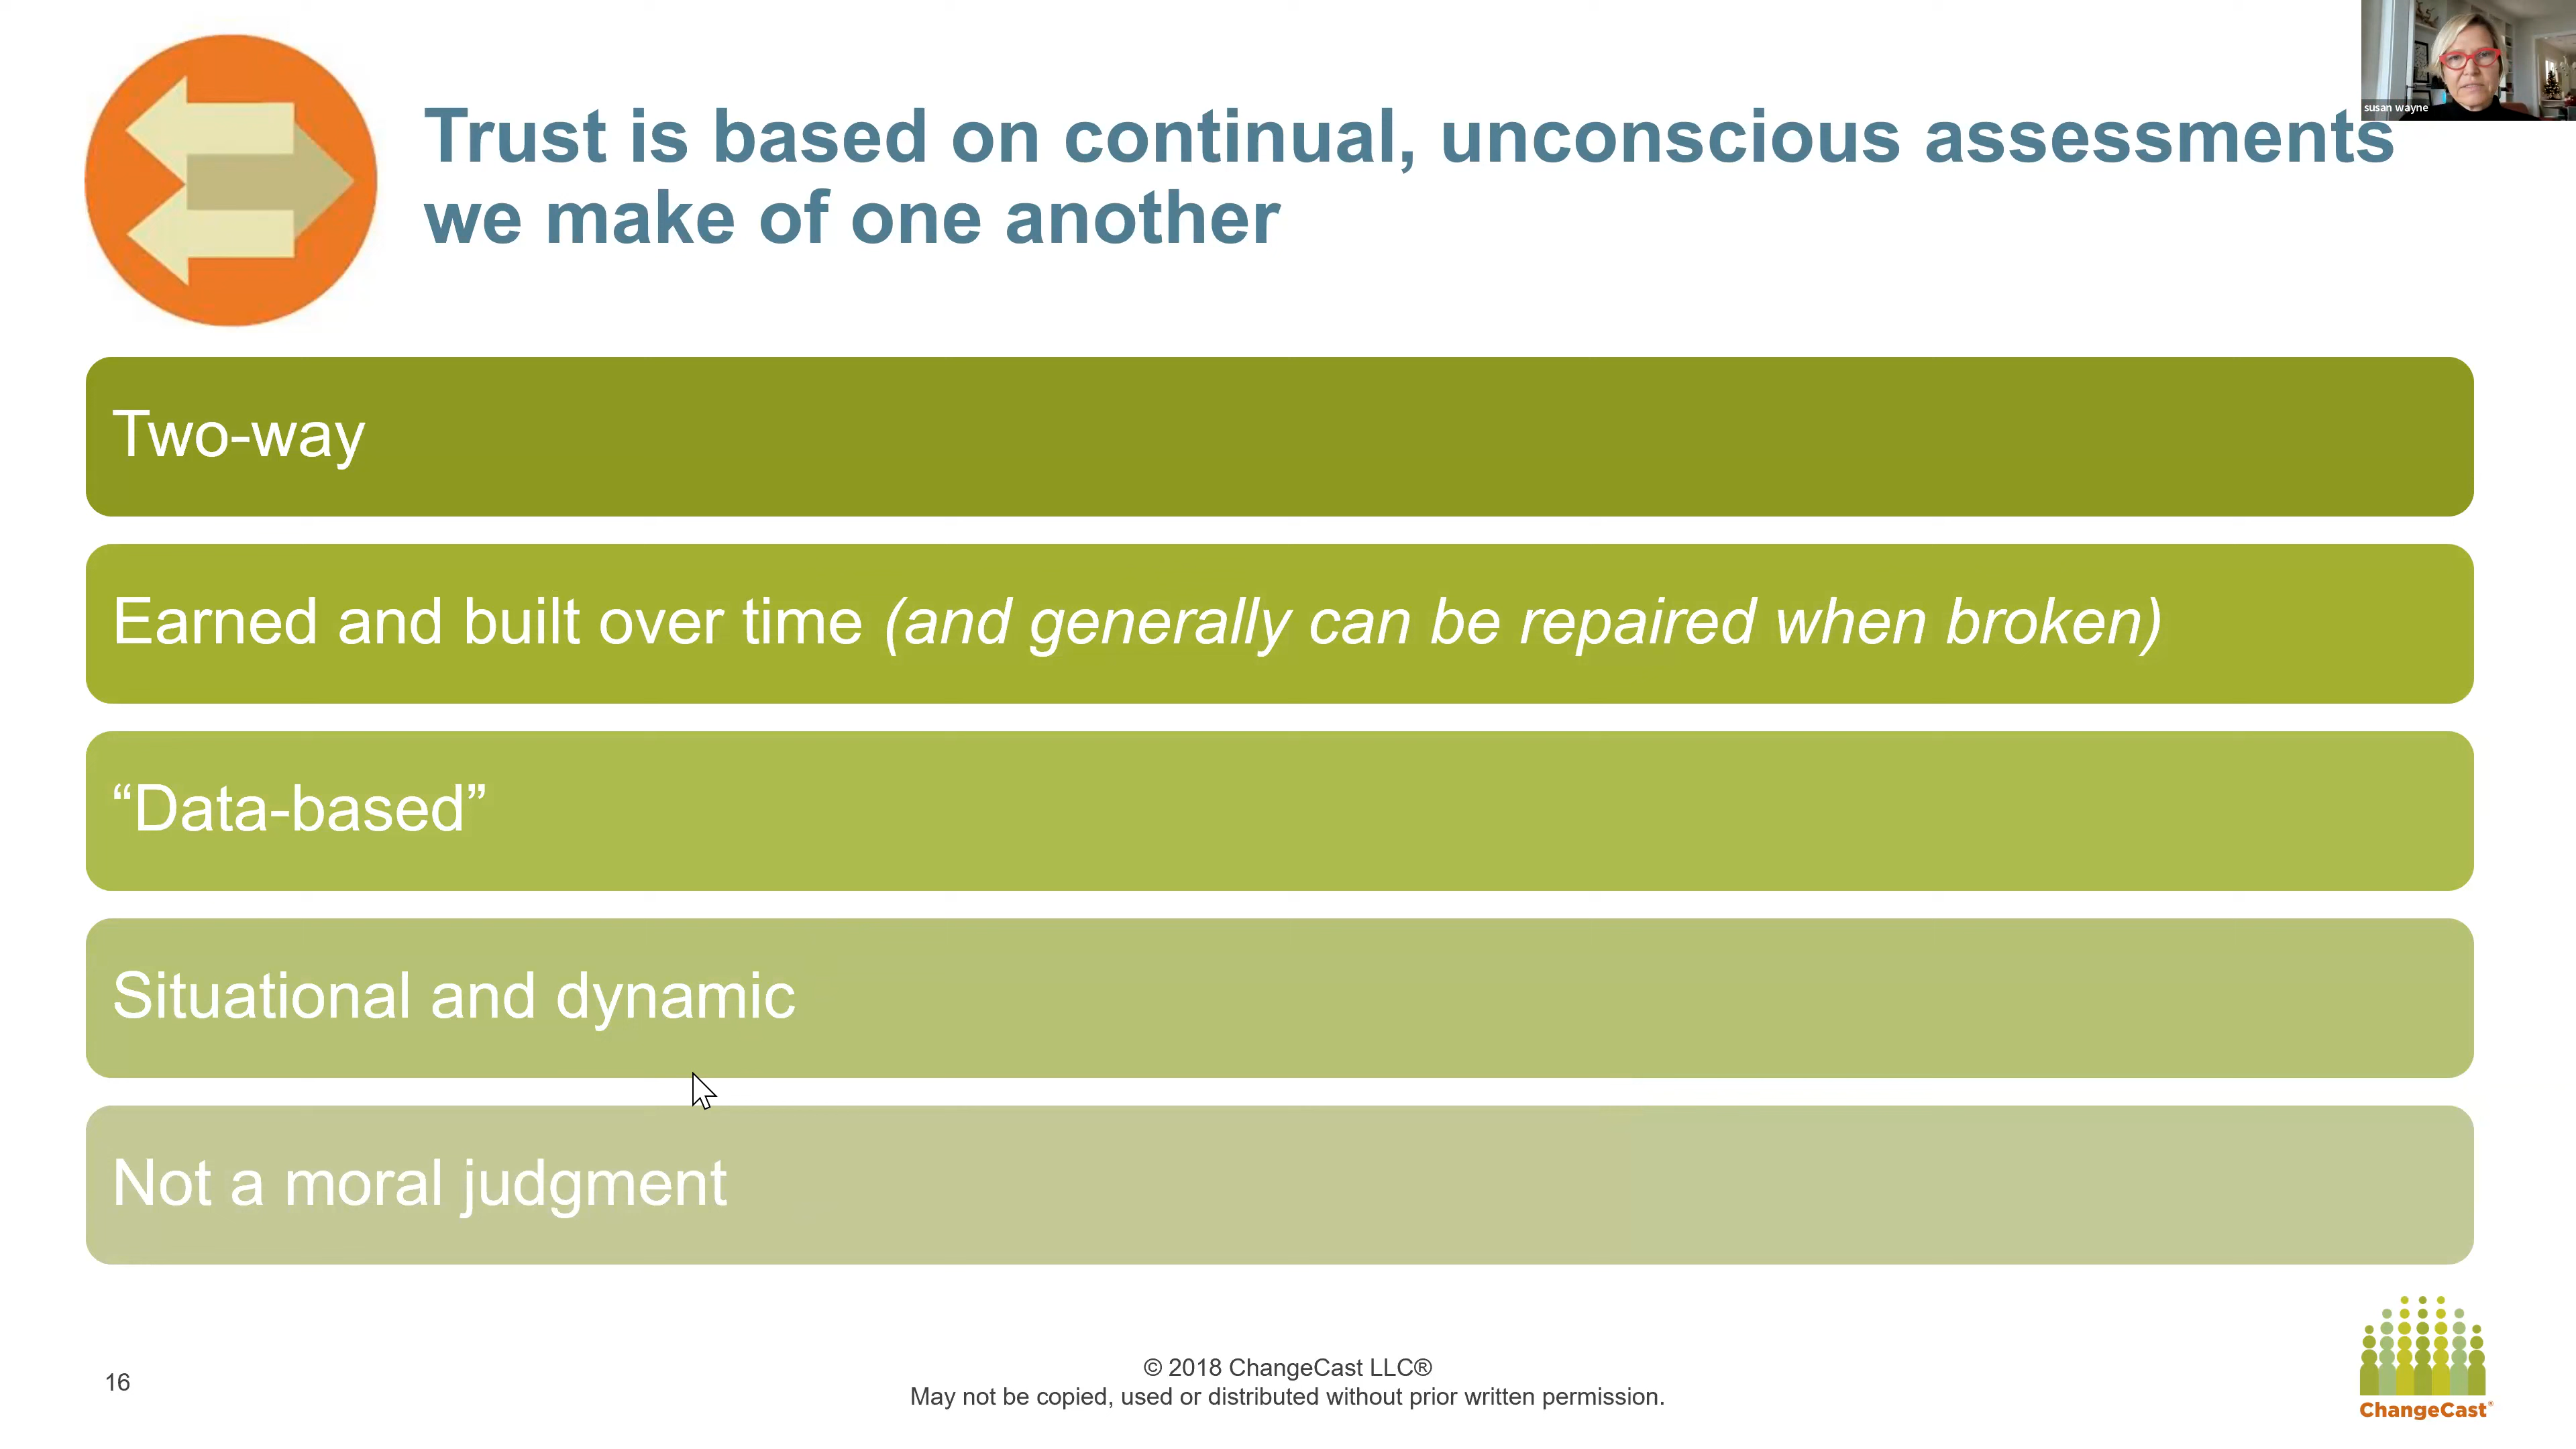 susan wayne
Trust is based on continual, unconscious assessments
we make of one another
Two-way
Earned and built over time (and generally can be repaired when broken)
“Data-based”
Situational and dynamic
Not a moral judgment
16
© 2018 ChangeCast LLC®
May not be copied, used or distributed without prior written permission.
ChangeCast®